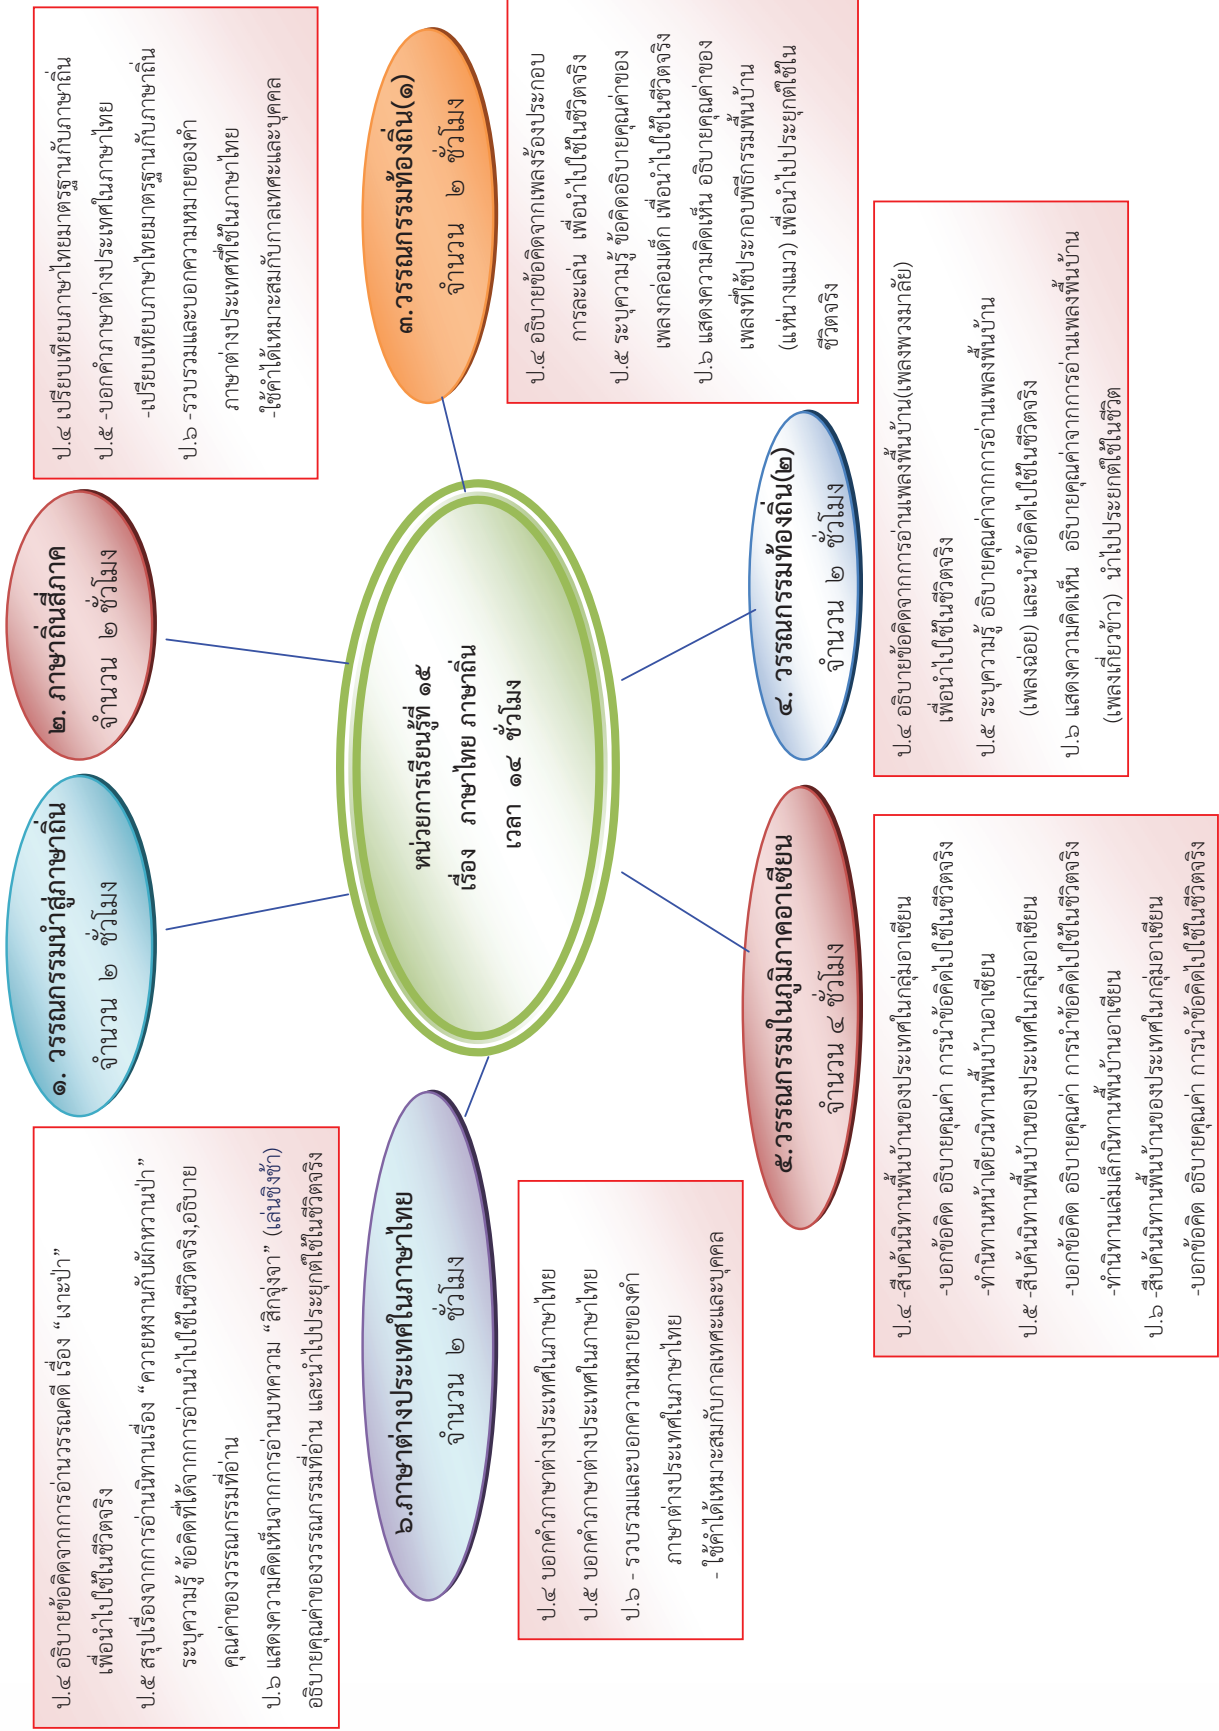 หน่วยการเรียนรู้ที่ ๑๕
เรื่อง ภาษาไทย ภาษาถิ่น
เวลา ๑๔ ชั่วโมง
๑. วรรณกรรมนำสู่ภาษาถิ่น
จำนวน ๒ ชั่วโมง
ป.๔ อธิบายข้อคิดจากการอ่านวรรณคดี เรื่อง “เงาะป่า”
เพื่อนำไปใช้ในชีวิตจริง
ป.๕ สรุปเรื่องจากการอ่านนิทานเรื่อง “ควายหงานกับผักหวานป่า”
ระบุความรู้ ข้อคิดที่ได้จากการอ่านนำไปใช้ในชีวิตจริง,อธิบาย
คุณค่าของวรรณกรรมที่อ่าน
ป.๖ แสดงความคิดเห็นจากการอ่านบทความ “สิกจุ่งจา” (เล่นชิงช้า)
อธิบายคุณค่าของวรรณกรรมที่อ่าน และนำไปประยุกต์ใช้ในชีวิตจริง
๒. ภาษาถิ่นสี่ภาค
จำนวน ๒ ชั่วโมง
ป.๔ เปรียบเทียบภาษาไทยมาตรฐานกับภาษาถิ่น
ป.๕ -บอกคำภาษาต่างประเทศในภาษาไทย
-เปรียบเทียบภาษาไทยมาตรฐานกับภาษาถิ่น
ป.๖ -รวบรวมและบอกความหมายของคำ
ภาษาต่างประเทศที่ใช้ในภาษาไทย
-ใช้คำได้เหมาะสมกับกาลเทศะและบุคคล
๓.วรรณกรรมท้องถิ่น(๑)
จำนวน ๒ ชั่วโมง
ป.๔ อธิบายข้อคิดจากเพลงร้องประกอบ
การละเล่น เพื่อนำไปใช้ในชีวิตจริง
ป.๕ ระบุความรู้ ข้อคิดอธิบายคุณค่าของ
เพลงกล่อมเด็ก เพื่อนำไปใช้ในชีวิตจริง
ป.๖ แสดงความคิดเห็น อธิบายคุณค่าของ
เพลงที่ใช้ประกอบพิธีกรรมพื้นบ้าน
(แห่นางแมว) เพื่อนำไปประยุกต์ใช้ใน
ชีวิตจริง
๔. วรรณกรรมท้องถิ่น(๒)
จำนวน ๒ ชั่วโมง
ป.๔ อธิบายข้อคิดจากการอ่านเพลงพื้นบ้าน(เพลงพวงมาลัย)
เพื่อนำไปใช้ในชีวิตจริง
ป.๕ ระบุความรู้ อธิบายคุณค่าจากการอ่านเพลงพื้นบ้าน
(เพลงฉ่อย) และนำข้อคิดไปใช้ในชีวิตจริง
ป.๖ แสดงความคิดเห็น อธิบายคุณค่าจากการอ่านเพลงพื้นบ้าน
(เพลงเกี่ยวข้าว) นำไปประยุกต์ใช้ในชีวิต
๕.วรรณกรรมในภูมิภาคอาเซียน
จำนวน ๔ ชั่วโมง
ป.๔ -สืบค้นนิทานพื้นบ้านของประเทศในกลุ่มอาเซียน
-บอกข้อคิด อธิบายคุณค่า การนำข้อคิดไปใช้ในชีวิตจริง
-ทำนิทานหน้าเดียวนิทานพื้นบ้านอาเซียน
ป.๕ -สืบค้นนิทานพื้นบ้านของประเทศในกลุ่มอาเซียน
-บอกข้อคิด อธิบายคุณค่า การนำข้อคิดไปใช้ในชีวิตจริง
-ทำนิทานเล่มเล็กนิทานพื้นบ้านอาเซียน
ป.๖ -สืบค้นนิทานพื้นบ้านของประเทศในกลุ่มอาเซียน
-บอกข้อคิด อธิบายคุณค่า การนำข้อคิดไปใช้ในชีวิตจริง
๖.ภาษาต่างประเทศในภาษาไทย
จำนวน ๒ ชั่วโมง
ป.๔ บอกคำภาษาต่างประเทศในภาษาไทย
ป.๕ บอกคำภาษาต่างประเทศในภาษาไทย
ป.๖ - รวบรวมและบอกความหมายของคำ
ภาษาต่างประเทศในภาษาไทย
- ใช้คำได้เหมาะสมกับกาลเทศะและบุคคล